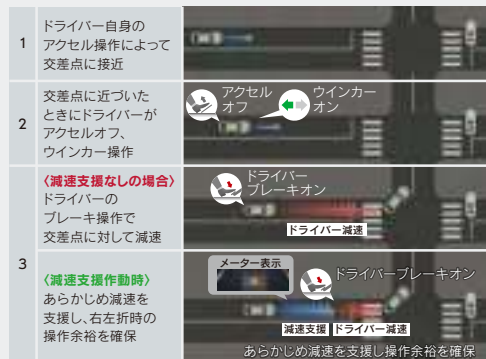 1
ドライバー自身の
アクセル操作によって
交差点に接近
2
交差点に近づいた
ときにドライバーが
アクセルオフ、
ウインカー操作
アクセル
オフ
ウインカー
オン
3
〈減速支援なしの場合〉
ドライバーの
ブレーキ操作で
交差点に対して減速
ドライバー
ブレーキオン
ドライバー減速
〈減速支援作動時〉
あらかじめ減速を
支援し、右左折時の
操作余裕を確保
メーター表示
ドライバーブレーキオン
減速支援 ドライバー減速
あらかじめ減速を支援し操作余裕を確保